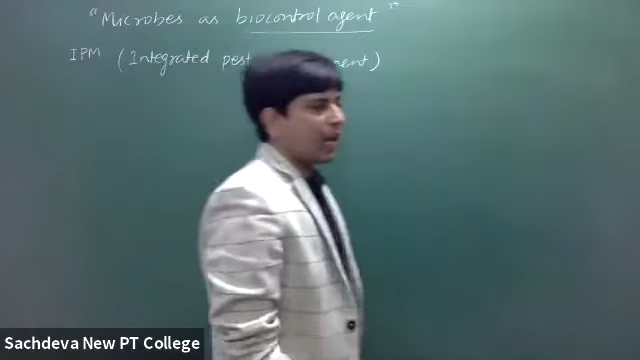 "Microbes as biocontrol agent"
IPM (Integrated pest
Sachdeva New PT College